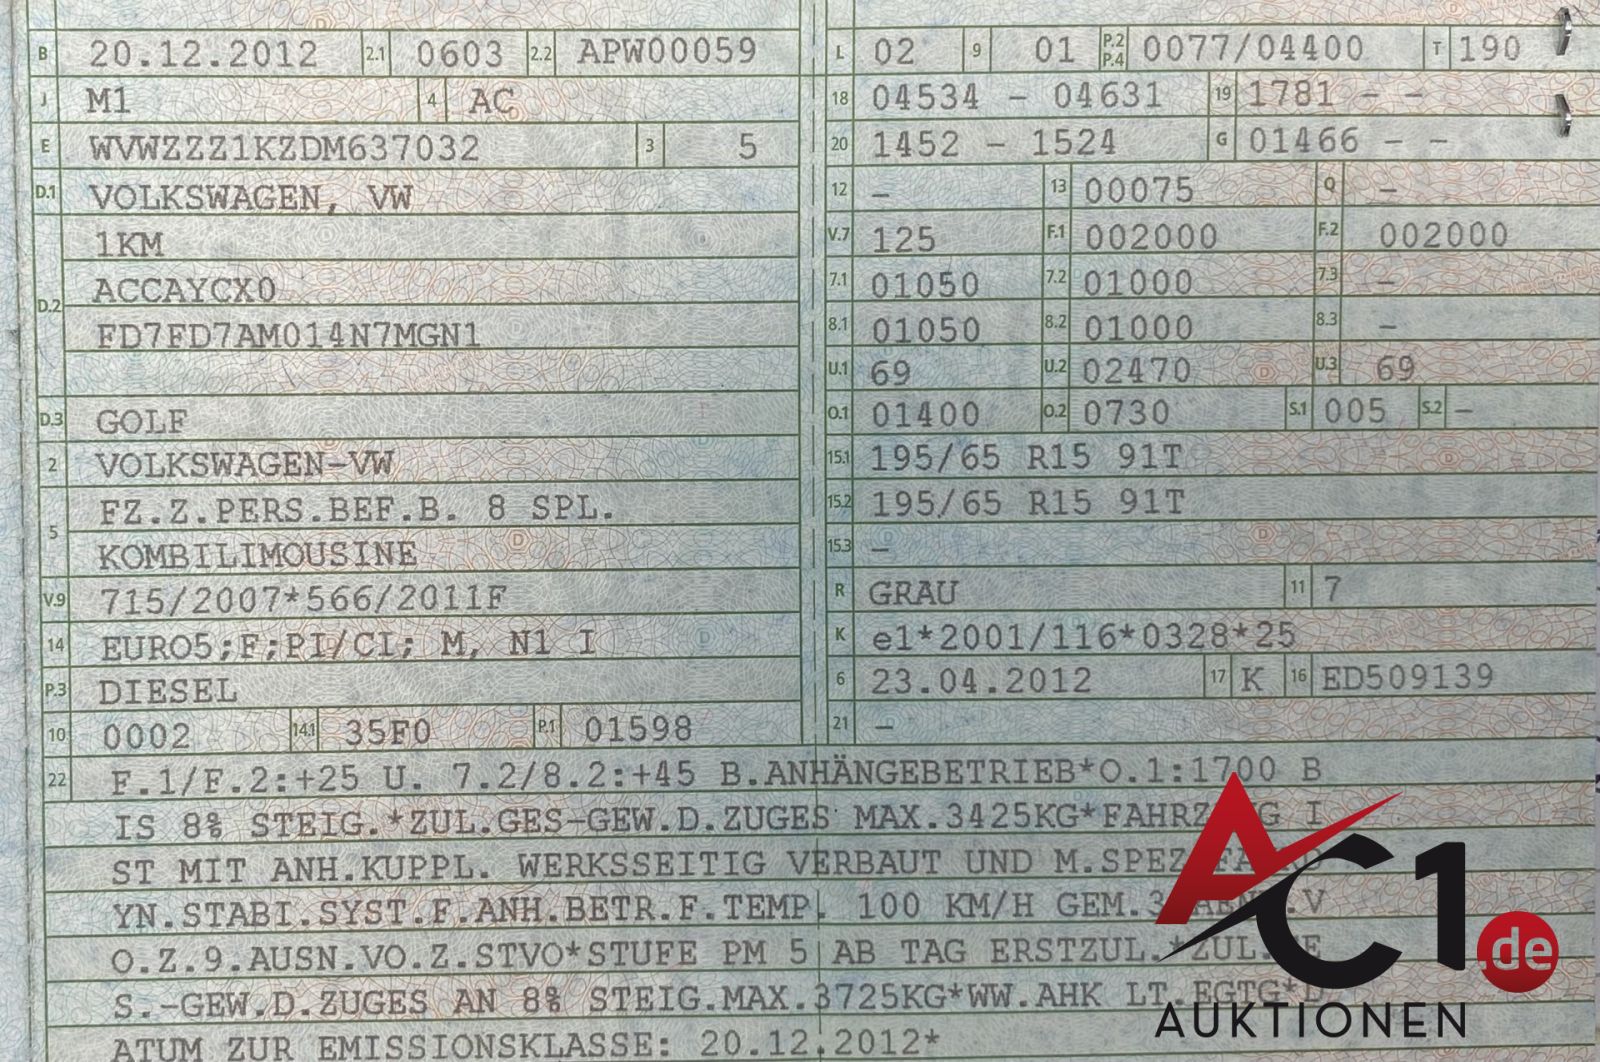 B 20.12.2012 2.1 0603 2.2 APW00059
J M1 4 AC
E WVWZZZ1KZDM637032 3 5
D.1 VOLKSWAGEN, VW
1KM
D.2 ACCAYCX0
FD7FD7AM014N7MGN1
D.3 GOLF
2 VOLKSWAGEN-VW
5 FZ.Z.PERS.BEF.B. 8 SPL.
KOMBILIMOUSINE
V.9 715/2007*566/2011F
14 EURO5;F;PI/CI; M, N1 I
P.3 DIESEL
10 0002 14.1 35F0 P.1 01598
L 02 9 01 P.2 P.4 0077/04400 T 190
18 04534 - 04631 19 1781 - -
20 1452 - 1524 G 01466 - -
12 - 13 00075 Q -
V.7 125 F.1 002000 F.2 002000
7.1 01050 7.2 01000 7.3 -
8.1 01050 8.2 01000 8.3 -
U.1 69 U.2 02470 U.3 69
O.1 01400 O.2 0730 S.1 005 S.2 -
15.1 195/65 R15 91T
15.2 195/65 R15 91T
15.3 -
R GRAU 11 7
K e1*2001/116*0328*25
6 23.04.2012 17 K 16 ED509139
21 -
22 F.1/F.2:+25 U. 7.2/8.2:+45 B.ANHÄNGEBETRIEB*O.1:1700 B
IS 8% STEIG.*ZUL.GES-GEW.D.ZUGES MAX.3425KG* I
ST MIT ANH.KUPPL. WERKSSEITIG VERBAUT UND
YN.STABI.SYST.F.ANH.BETR.F.TEMP. 100 KM/H GEM. .V
O.Z.9.AUSN.VO.Z.STVO*STUFE PM 5 AB TAG ERSTZUL.*ZUL.
S.-GEW.D.ZUGES AN 8% STEIG.MAX.3725KG*WW.AHK LT.EGTG*D
ATUM ZUR EMISSIONSKLASSE: 20.12.2012*
AC1.de
AUKTIONEN